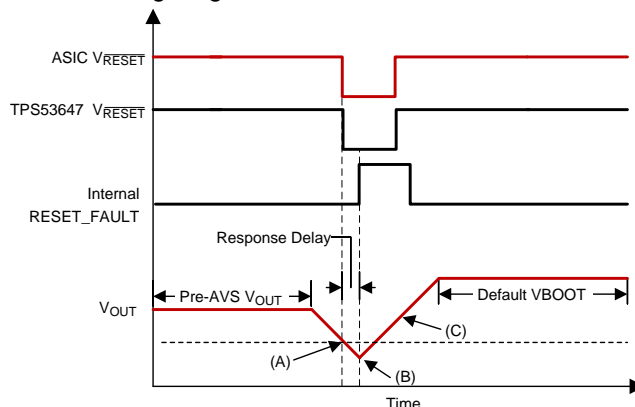 ASIC VRESET
TPS53647 VRESET
Internal
RESET_FAULT
Response Delay
Pre-AVS VOUT
Default VBOOT
VOUT
(C)
(A)
(B)
Time